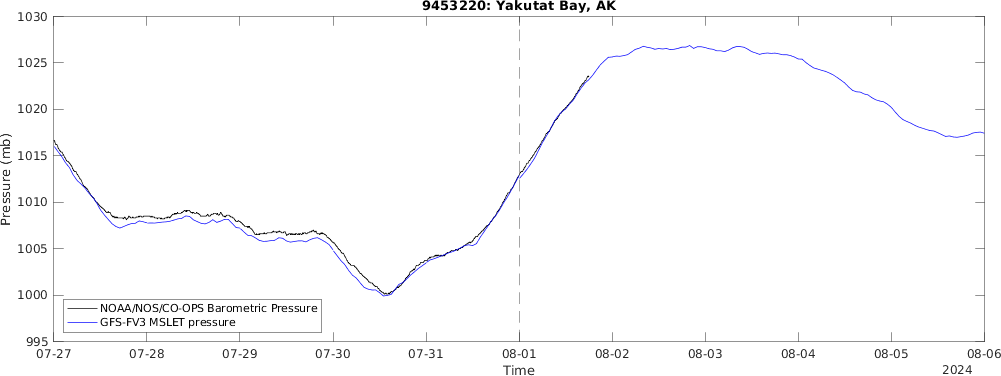 9453220: Yakutat Bay, AK
Pressure (mb)
1030
1025
1020
1015
1010
1005
1000
995
NOAA/NOS/CO-OPS Barometric Pressure
GFS-FV3 MSLET pressure
07-27 07-28 07-29 07-30 07-31 08-01 08-02 08-03 08-04 08-05 08-06
Time
2024